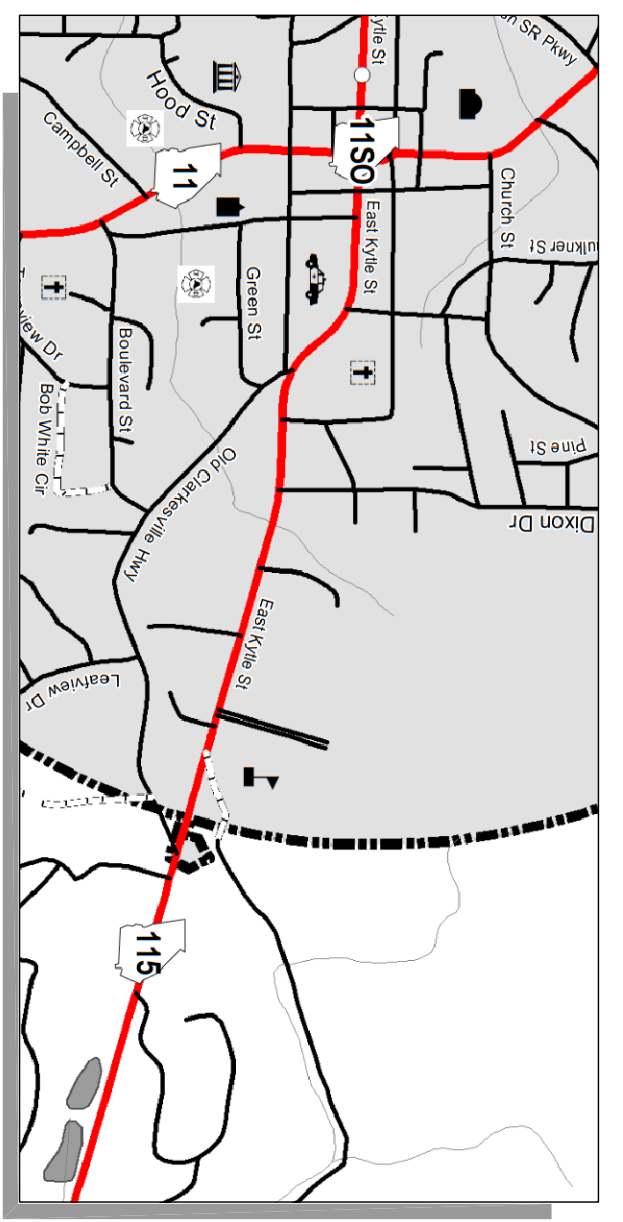 Kytle St
SR Pkwy
Hood St
Campbell St
11SO
11
Church St
East Kytle St
Green St
Boulevard St
Bob White Cir
Old Clarkesville Hwy
Pine St
Dixon Dr
East Kytle St
Leafview Dr
115